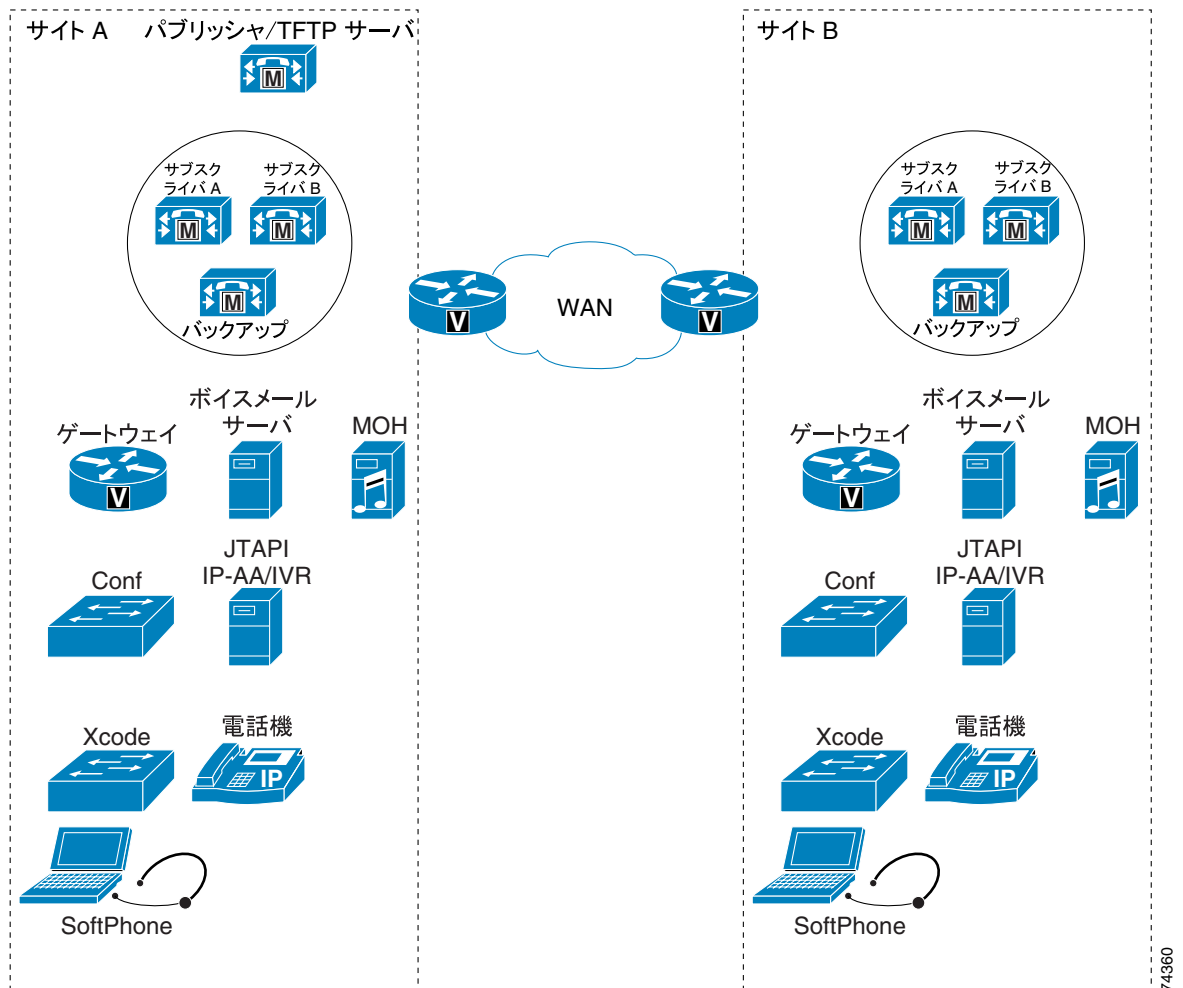 サイト A
パブリッシャ/TFTP サーバ
M
サブスク
ライバ A
サブスク
ライバ B
M
M
M
バックアップ
V
WAN
V
ゲートウェイ
V
ボイスメール
サーバ
MOH
Conf
JTAPI
IP-AA/IVR
Xcode
電話機
IP
SoftPhone
サイト B
サブスク
ライバ A
サブスク
ライバ B
M
M
M
バックアップ
ゲートウェイ
V
ボイスメール
サーバ
MOH
Conf
JTAPI
IP-AA/IVR
Xcode
電話機
IP
SoftPhone
74360